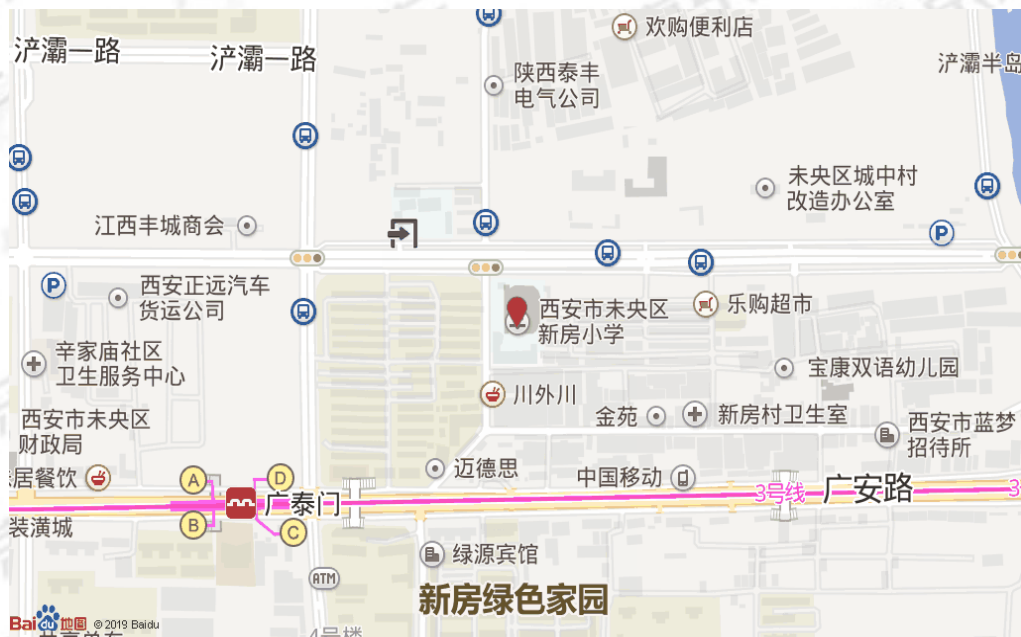 浐灞一路
浐灞一路
欢购便利店
浐灞半岛
陕西泰丰
电气公司
未央区城中村
改造办公室
江西丰城商会
P
P
西安正远汽车
货运公司
西安市未央区
新房小学
乐购超市
辛家庙社区
卫生服务中心
宝康双语幼儿园
川外川
金苑
新房村卫生室
西安市未央区
财政局
西安市蓝梦
招待所
居餐饮
A
D
迈德思
中国移动
广泰门
3号线
广安路
3
B
C
装潢城
绿源宾馆
ATM
新房绿色家园
4号楼
Bai du 地图 © 2019 Baidu